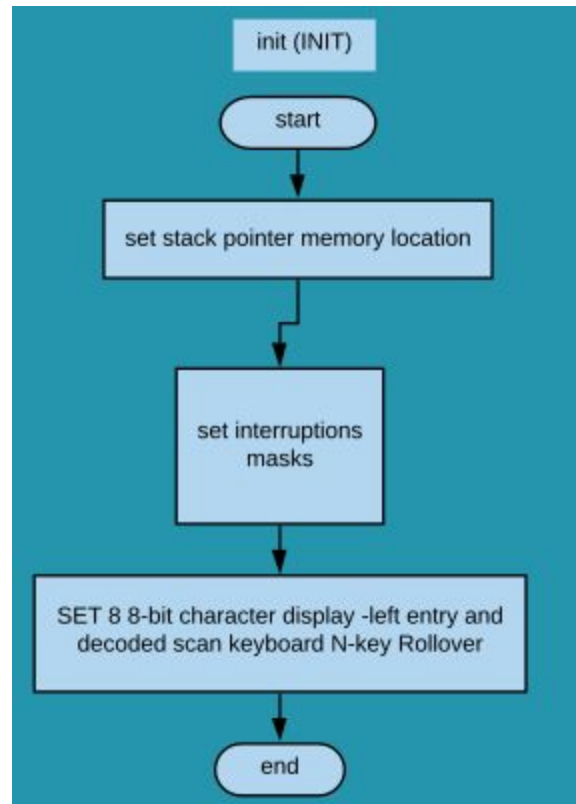 init (INIT)
start
set stack pointer memory location
set interruptions
masks
SET 8 8-bit character display -left entry and
decoded scan keyboard N-key Rollover
end